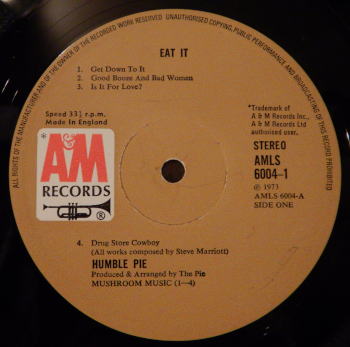 ALL RIGHTS OF THE MANUFACTURER AND OF THE OWNER OF THE RECORDED WORK RESERVED UNAUTHORISED COPYING, PUBLIC PERFORMANCE AND BROADCASTING OF THIS RECORD PROHIBITED
EAT IT
1. Get Down To It
2. Good Booze And Bad Women
3. Is It For Love?
Speed 33⅓ r.p.m.
Made In England
*Trademark of
A & M Records Inc.,
A & M Records Ltd
authorised user.
*
A&M
RECORDS
®
STEREO
AMLS
6004-1
℗ 1973
AMLS 6004-A
SIDE ONE
4. Drug Store Cowboy
(All works composed by Steve Marriott)
HUMBLE PIE
Produced & Arranged by The Pie
MUSHROOM MUSIC (1—4)